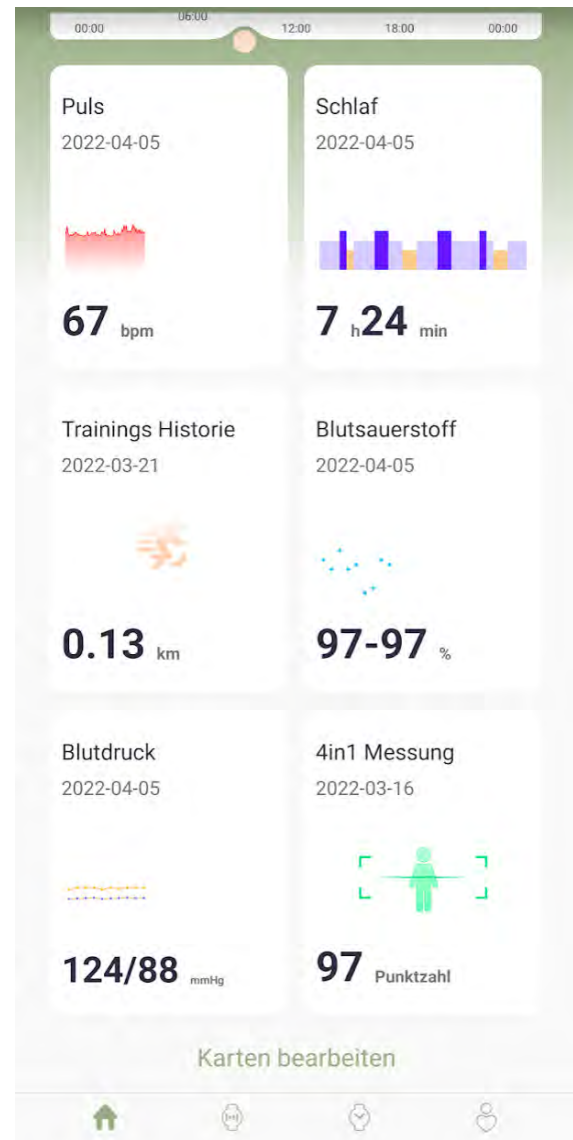 00:00 06:00 12:00 18:00 00:00
Puls
2022-04-05
67 bpm
Schlaf
2022-04-05
7 h 24 min
Trainings Historie
2022-03-21
0.13 km
Blutsauerstoff
2022-04-05
97-97 %
Blutdruck
2022-04-05
124/88 mmHg
4in1 Messung
2022-03-16
97 Punktzahl
Karten bearbeiten